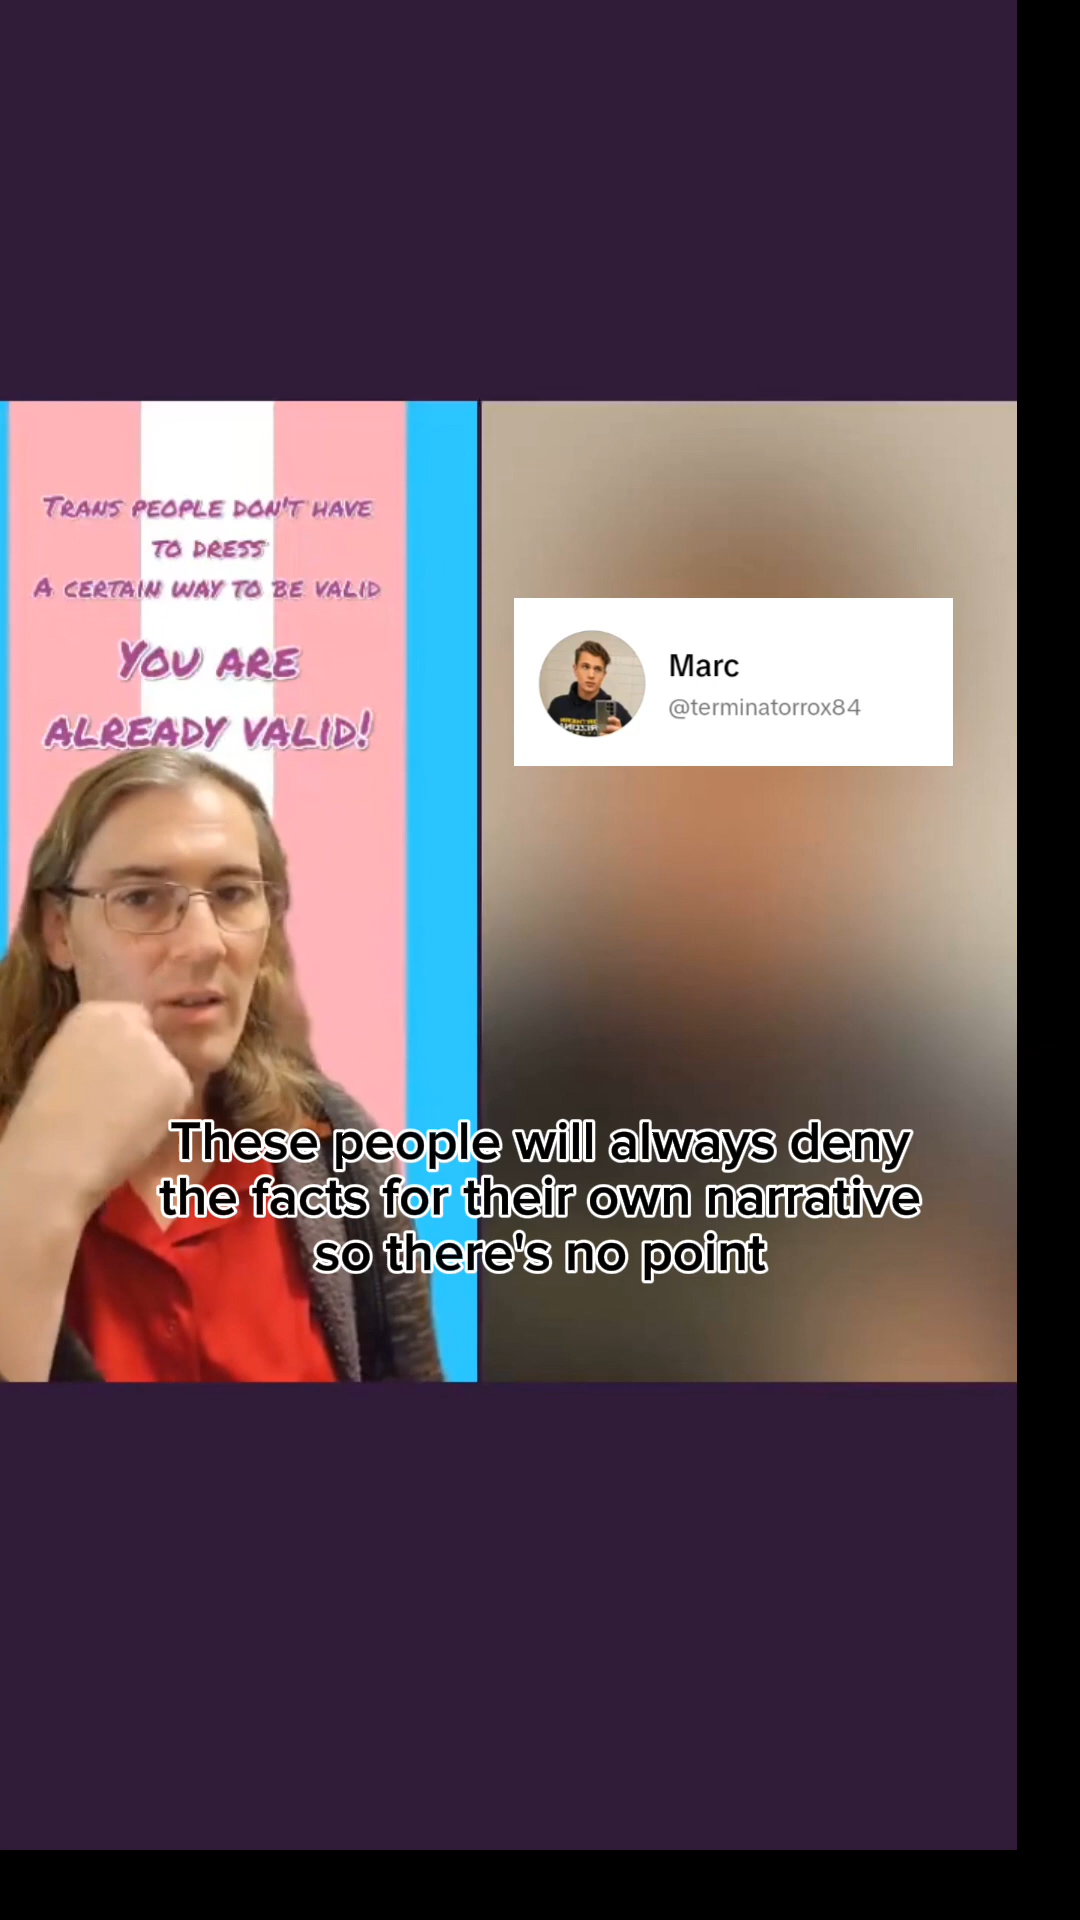 TRANS PEOPLE DON'T HAVE
TO DRESS
A CERTAIN WAY TO BE VALID
YOU ARE
ALREADY VALID!
Marc
@terminatorrox84
These people will always deny
the facts for their own narrative
so there's no point